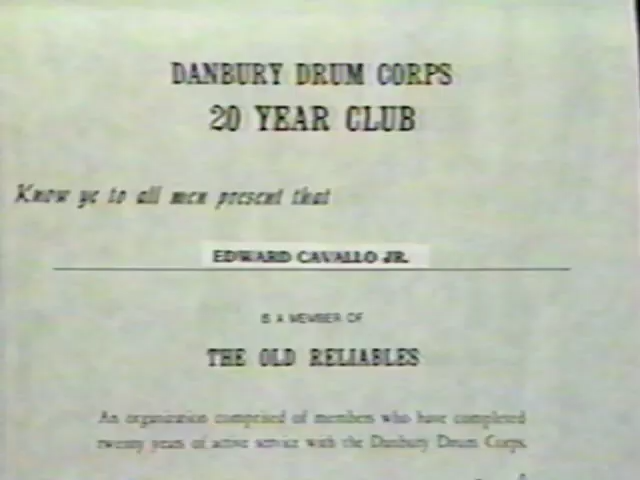 DANBURY DRUM CORPS
20 YEAR CLUB
Know ye to all men present that
EDWARD CAVALLO JR.
IS A MEMBER OF
THE OLD RELIABLES
An organization comprised of members who have completed
twenty years of active service with the Danbury Drum Corps.